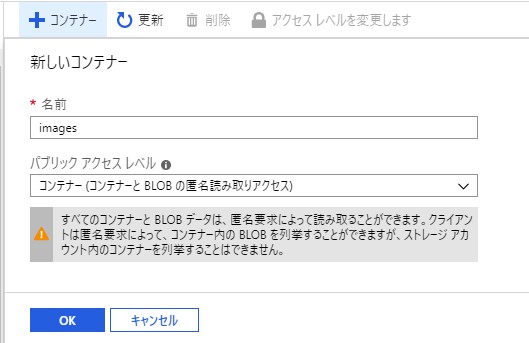 コンテナー 更新 削除 アクセス レベルを変更します
新しいコンテナー
* 名前
images
パブリック アクセス レベル
コンテナー (コンテナーと BLOB の匿名読み取りアクセス)
すべてのコンテナーと BLOB データは、匿名要求によって読み取ることができます。クライアン
トは匿名要求によって、コンテナー内の BLOB を列挙することができますが、ストレージ アカ
ウント内のコンテナーを列挙することはできません。
OK キャンセル